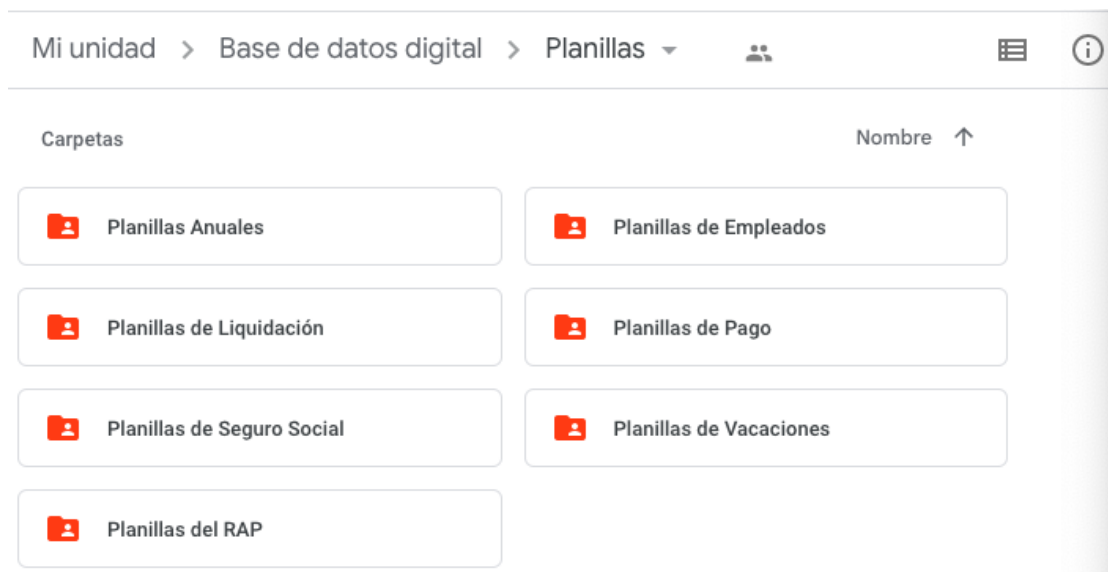 Mi unidad > Base de datos digital > Planillas
Carpetas Nombre
Planillas Anuales Planillas de Empleados
Planillas de Liquidación Planillas de Pago
Planillas de Seguro Social Planillas de Vacaciones
Planillas del RAP